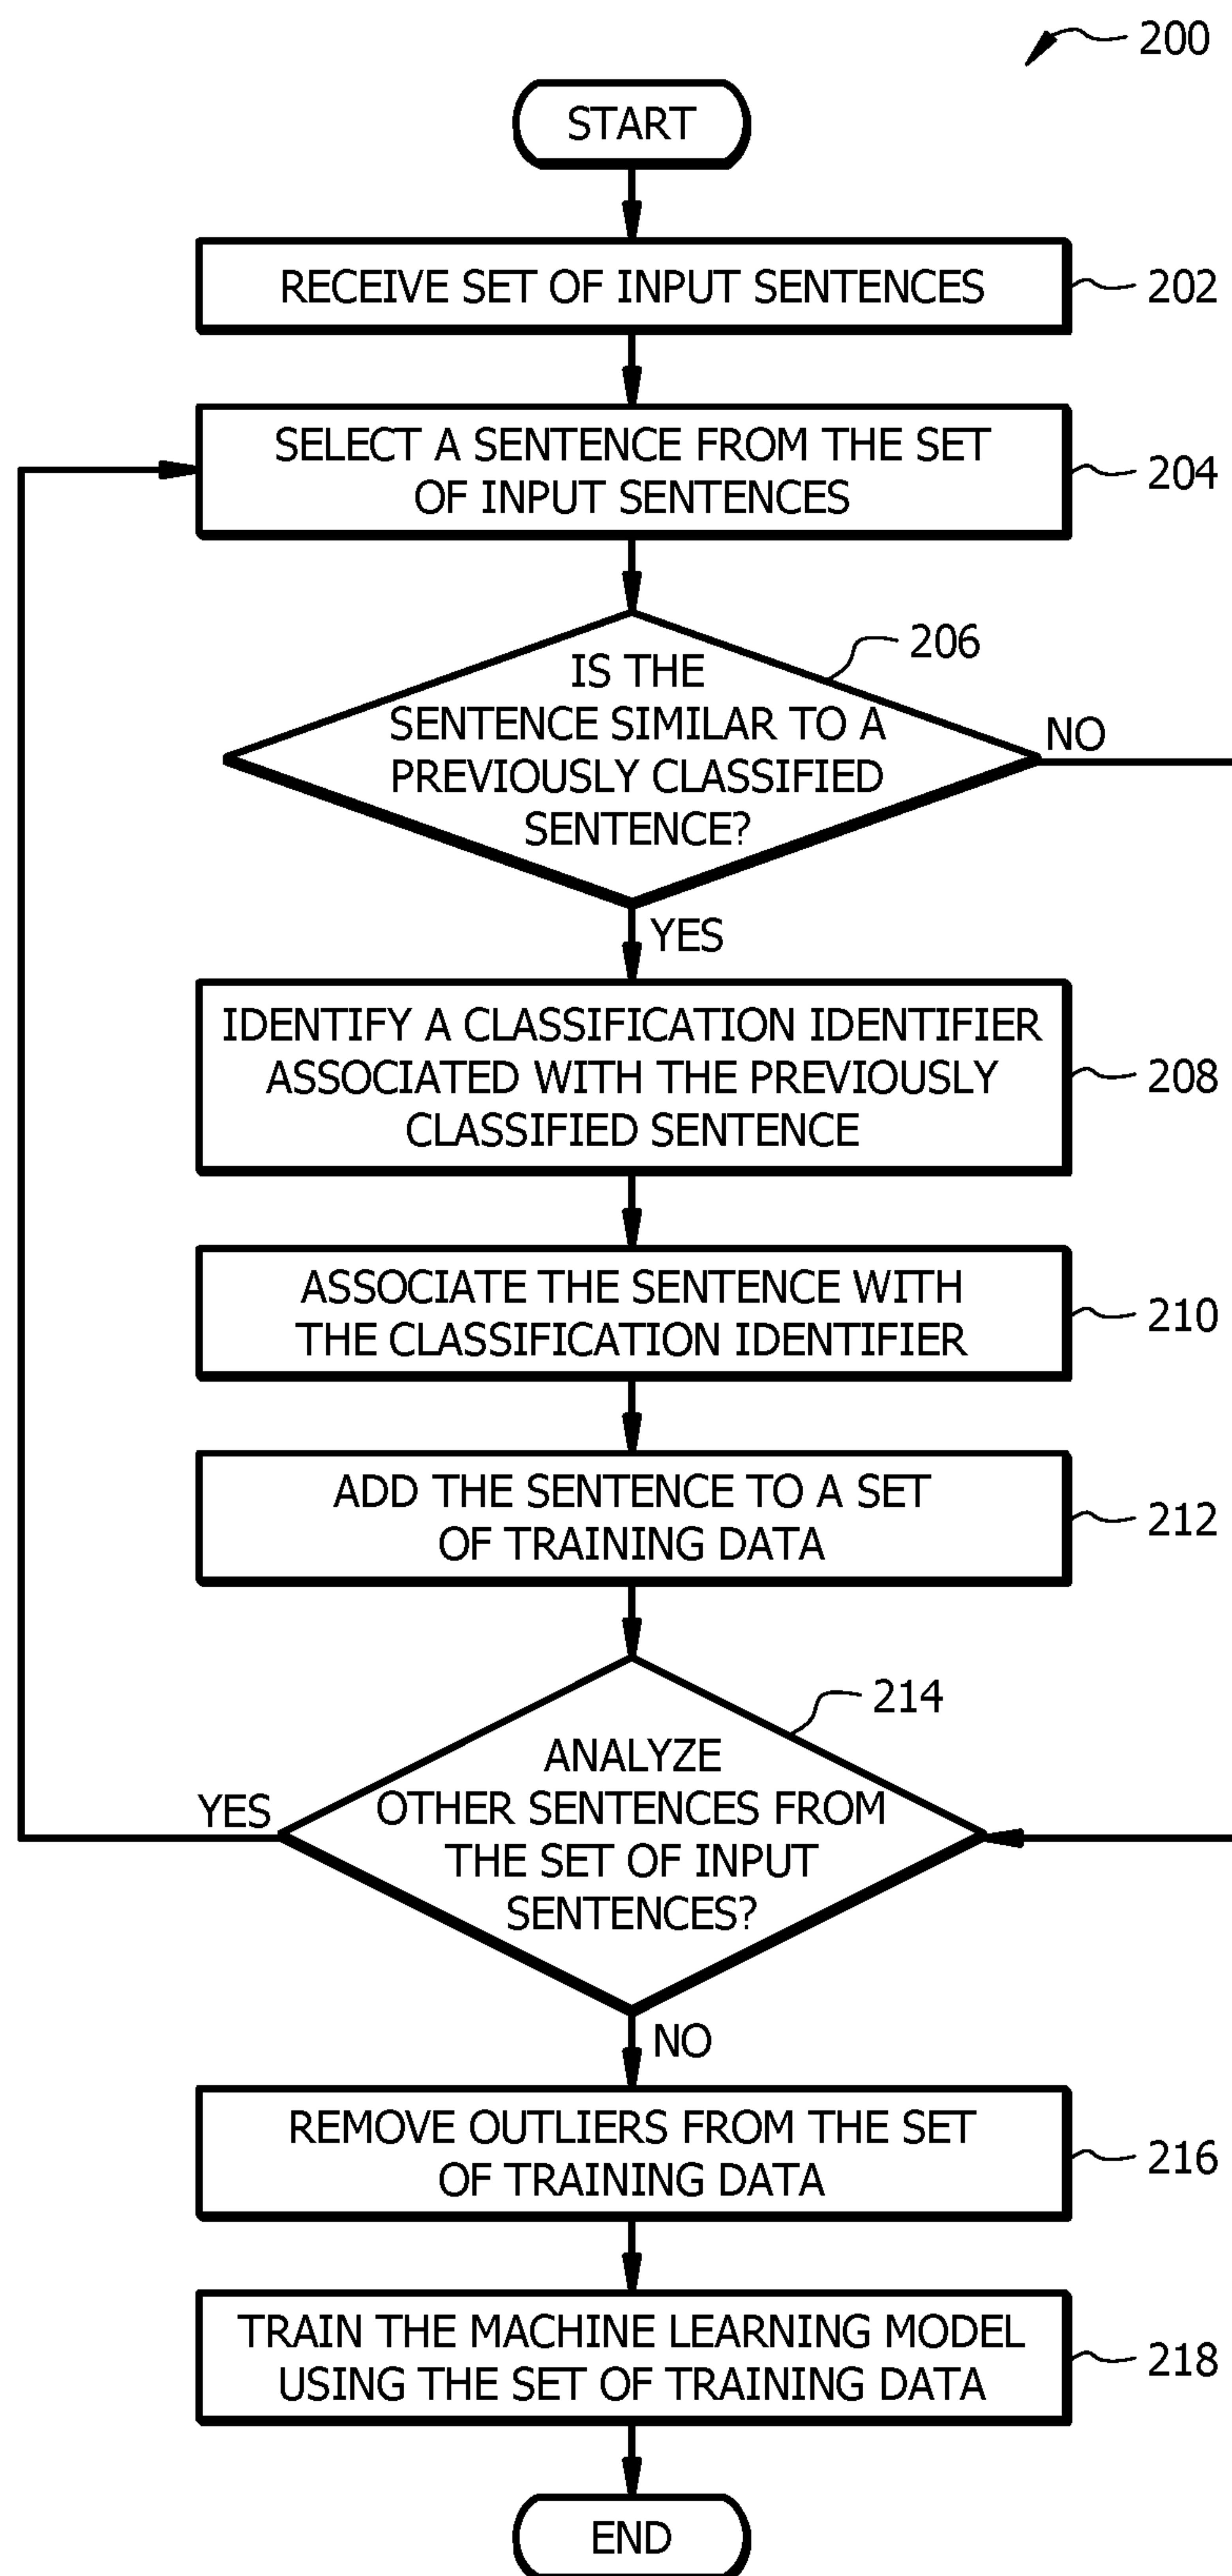 200
START
RECEIVE SET OF INPUT SENTENCES
202
SELECT A SENTENCE FROM THE SET
OF INPUT SENTENCES
204
206
IS THE
SENTENCE SIMILAR TO A
PREVIOUSLY CLASSIFIED
SENTENCE?
NO
YES
IDENTIFY A CLASSIFICATION IDENTIFIER
ASSOCIATED WITH THE PREVIOUSLY
CLASSIFIED SENTENCE
208
ASSOCIATE THE SENTENCE WITH
THE CLASSIFICATION IDENTIFIER
210
ADD THE SENTENCE TO A SET
OF TRAINING DATA
212
214
ANALYZE
OTHER SENTENCES FROM
THE SET OF INPUT
SENTENCES?
YES
NO
REMOVE OUTLIERS FROM THE SET
OF TRAINING DATA
216
TRAIN THE MACHINE LEARNING MODEL
USING THE SET OF TRAINING DATA
218
END